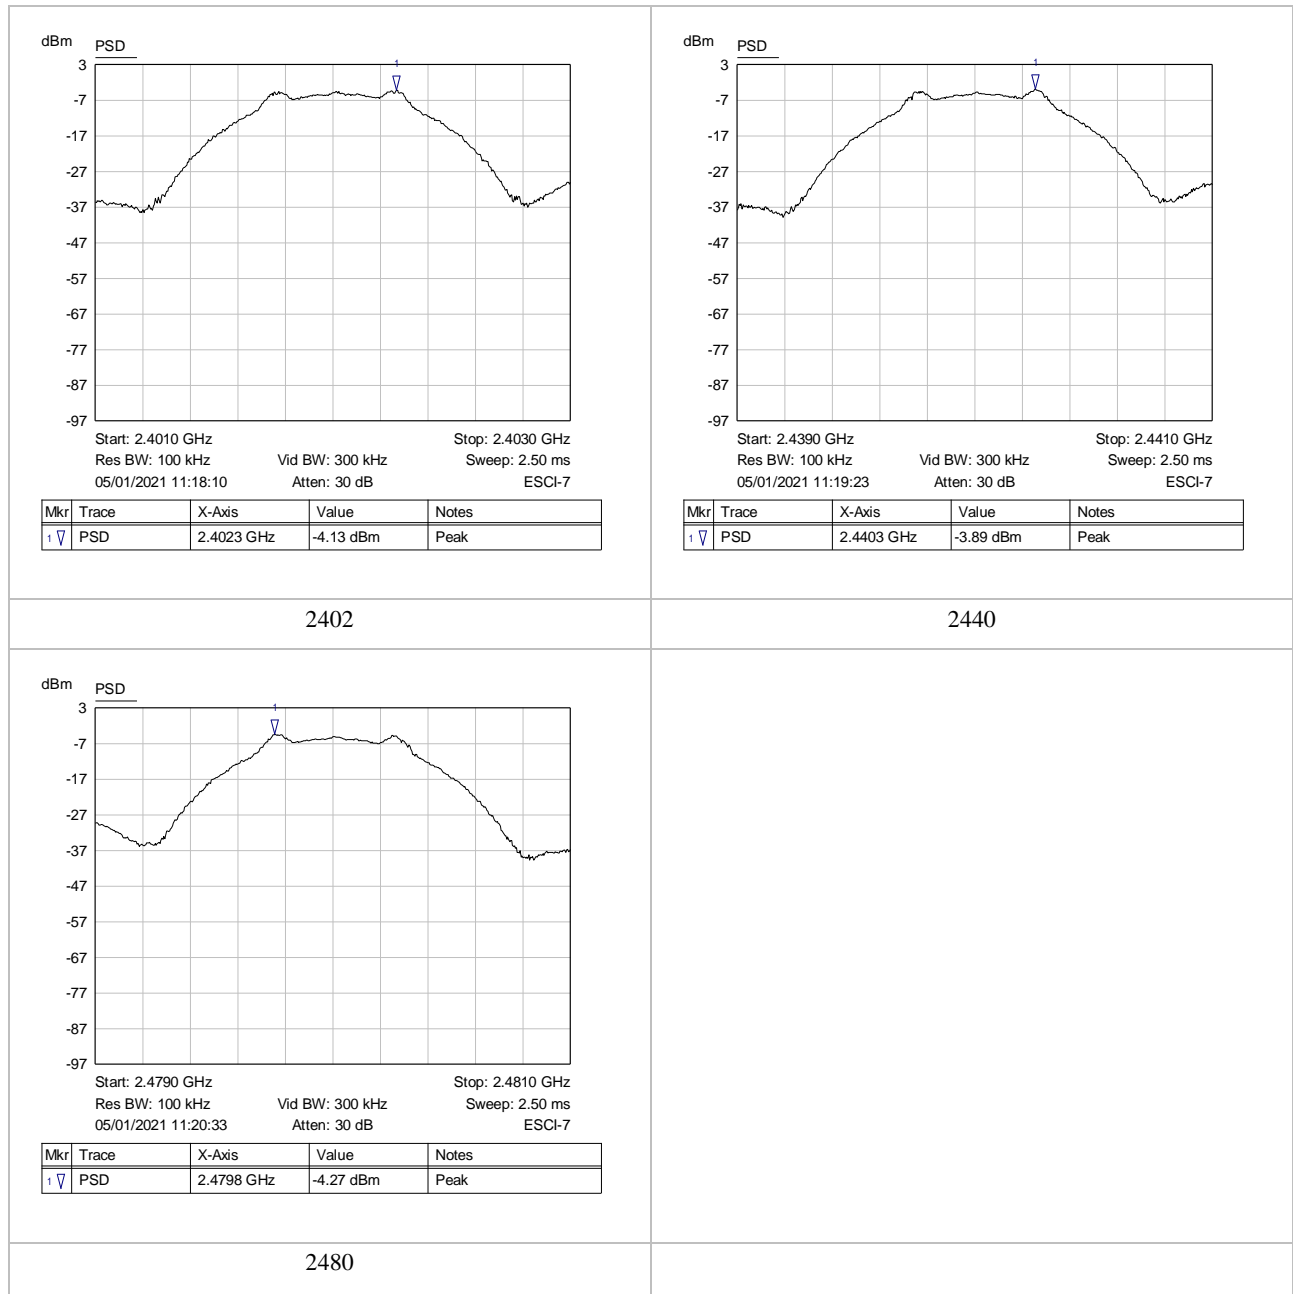 dBm PSD
1
3
-7
-17
-27
-37
-47
-57
-67
-77
-87
-97
Start: 2.4010 GHz Stop: 2.4030 GHz
Res BW: 100 kHz Vid BW: 300 kHz Sweep: 2.50 ms
05/01/2021 11:18:10 Atten: 30 dB ESCI-7
Mkr Trace X-Axis Value Notes
1 PSD 2.4023 GHz -4.13 dBm Peak
2402
dBm PSD
1
3
-7
-17
-27
-37
-47
-57
-67
-77
-87
-97
Start: 2.4390 GHz Stop: 2.4410 GHz
Res BW: 100 kHz Vid BW: 300 kHz Sweep: 2.50 ms
05/01/2021 11:19:23 Atten: 30 dB ESCI-7
Mkr Trace X-Axis Value Notes
1 PSD 2.4403 GHz -3.89 dBm Peak
2440
dBm PSD
1
3
-7
-17
-27
-37
-47
-57
-67
-77
-87
-97
Start: 2.4790 GHz Stop: 2.4810 GHz
Res BW: 100 kHz Vid BW: 300 kHz Sweep: 2.50 ms
05/01/2021 11:20:33 Atten: 30 dB ESCI-7
Mkr Trace X-Axis Value Notes
1 PSD 2.4798 GHz -4.27 dBm Peak
2480